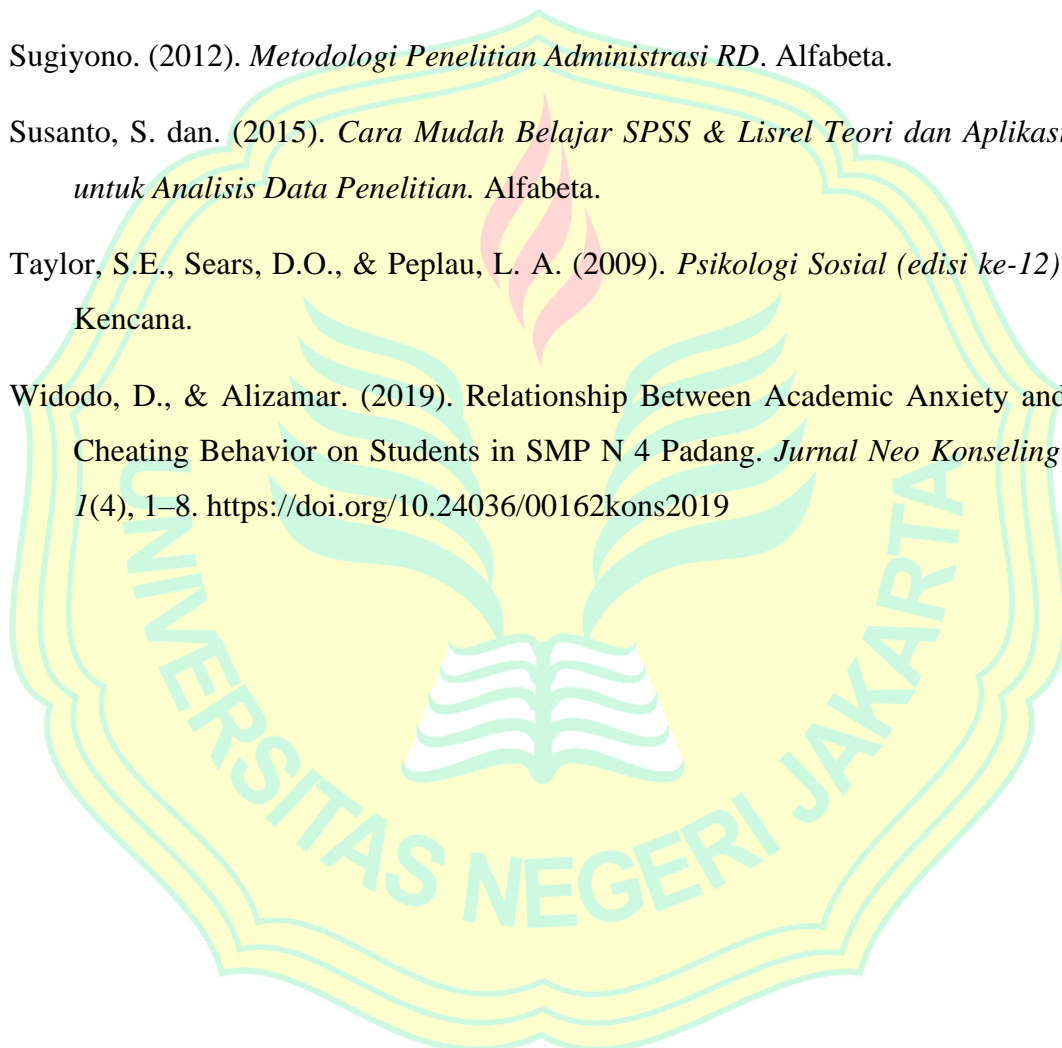 Sugiyono. (2012). Metodologi Penelitian Administrasi RD. Alfabeta.
Susanto, S. dan. (2015). Cara Mudah Belajar SPSS & Lisrel Teori dan Aplikasi
untuk Analisis Data Penelitian. Alfabeta.
Taylor, S.E., Sears, D.O., & Peplau, L. A. (2009). Psikologi Sosial (edisi ke-12)
Kencana.
Widodo, D., & Alizamar. (2019). Relationship Between Academic Anxiety and
Cheating Behavior on Students in SMP N 4 Padang. Jurnal Neo Konseling
1(4), 1–8. https://doi.org/10.24036/00162kons2019
UNIVERSITAS NEGERI JAKARTA